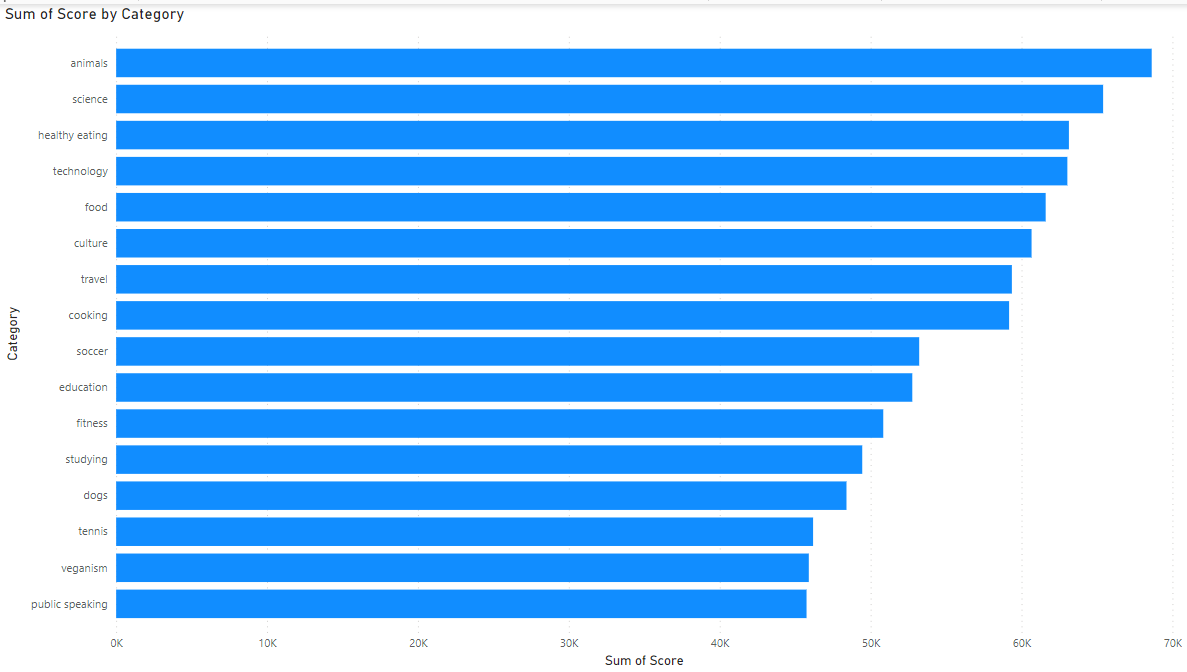 Sum of Score by Category
animals
science
healthy eating
technology
food
culture
travel
cooking
soccer
education
fitness
studying
dogs
tennis
veganism
public speaking
Category
0K 10K 20K 30K 40K 50K 60K 70K
Sum of Score